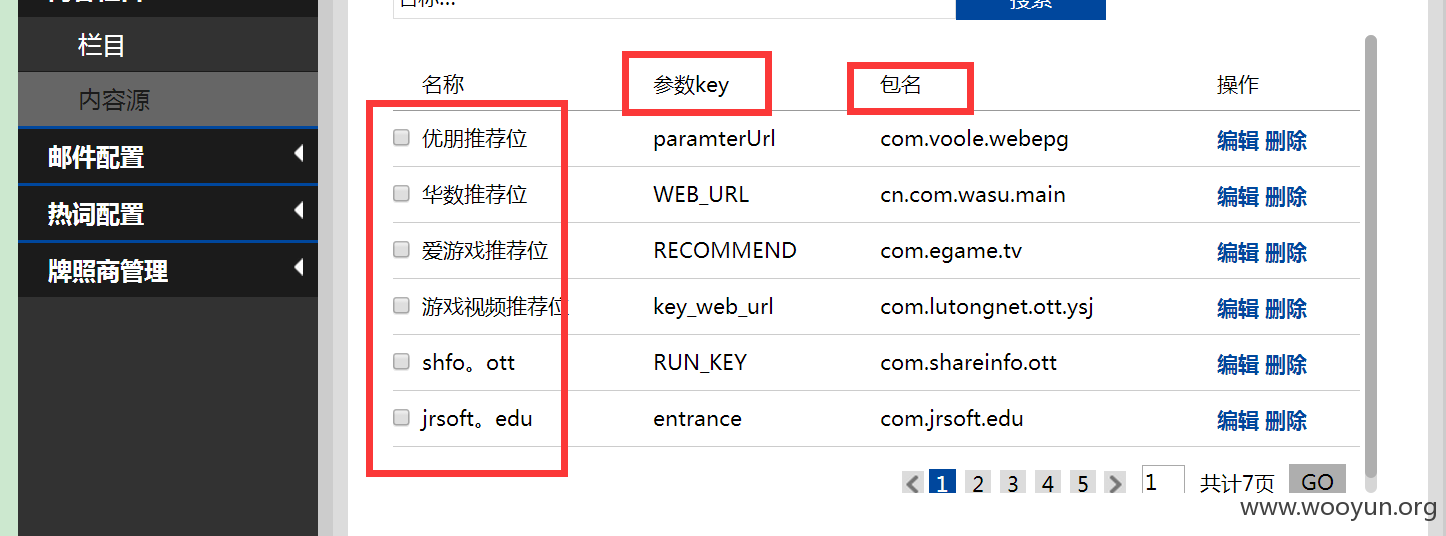 搜索
栏目
内容源
邮件配置
热词配置
牌照商管理
名称 参数key 包名 操作
优朋推荐位 paramterUrl com.voole.webepg 编辑 删除
华数推荐位 WEB_URL cn.com.wasu.main 编辑 删除
爱游戏推荐位 RECOMMEND com.egame.tv 编辑 删除
游戏视频推荐位 key_web_url com.lutongnet.ott.ysj 编辑 删除
shfo。ott RUN_KEY com.shareinfo.ott 编辑 删除
jrsoft。edu entrance com.jrsoft.edu 编辑 删除
1 2 3 4 5 1 共计7页 GO
www.wooyun.org